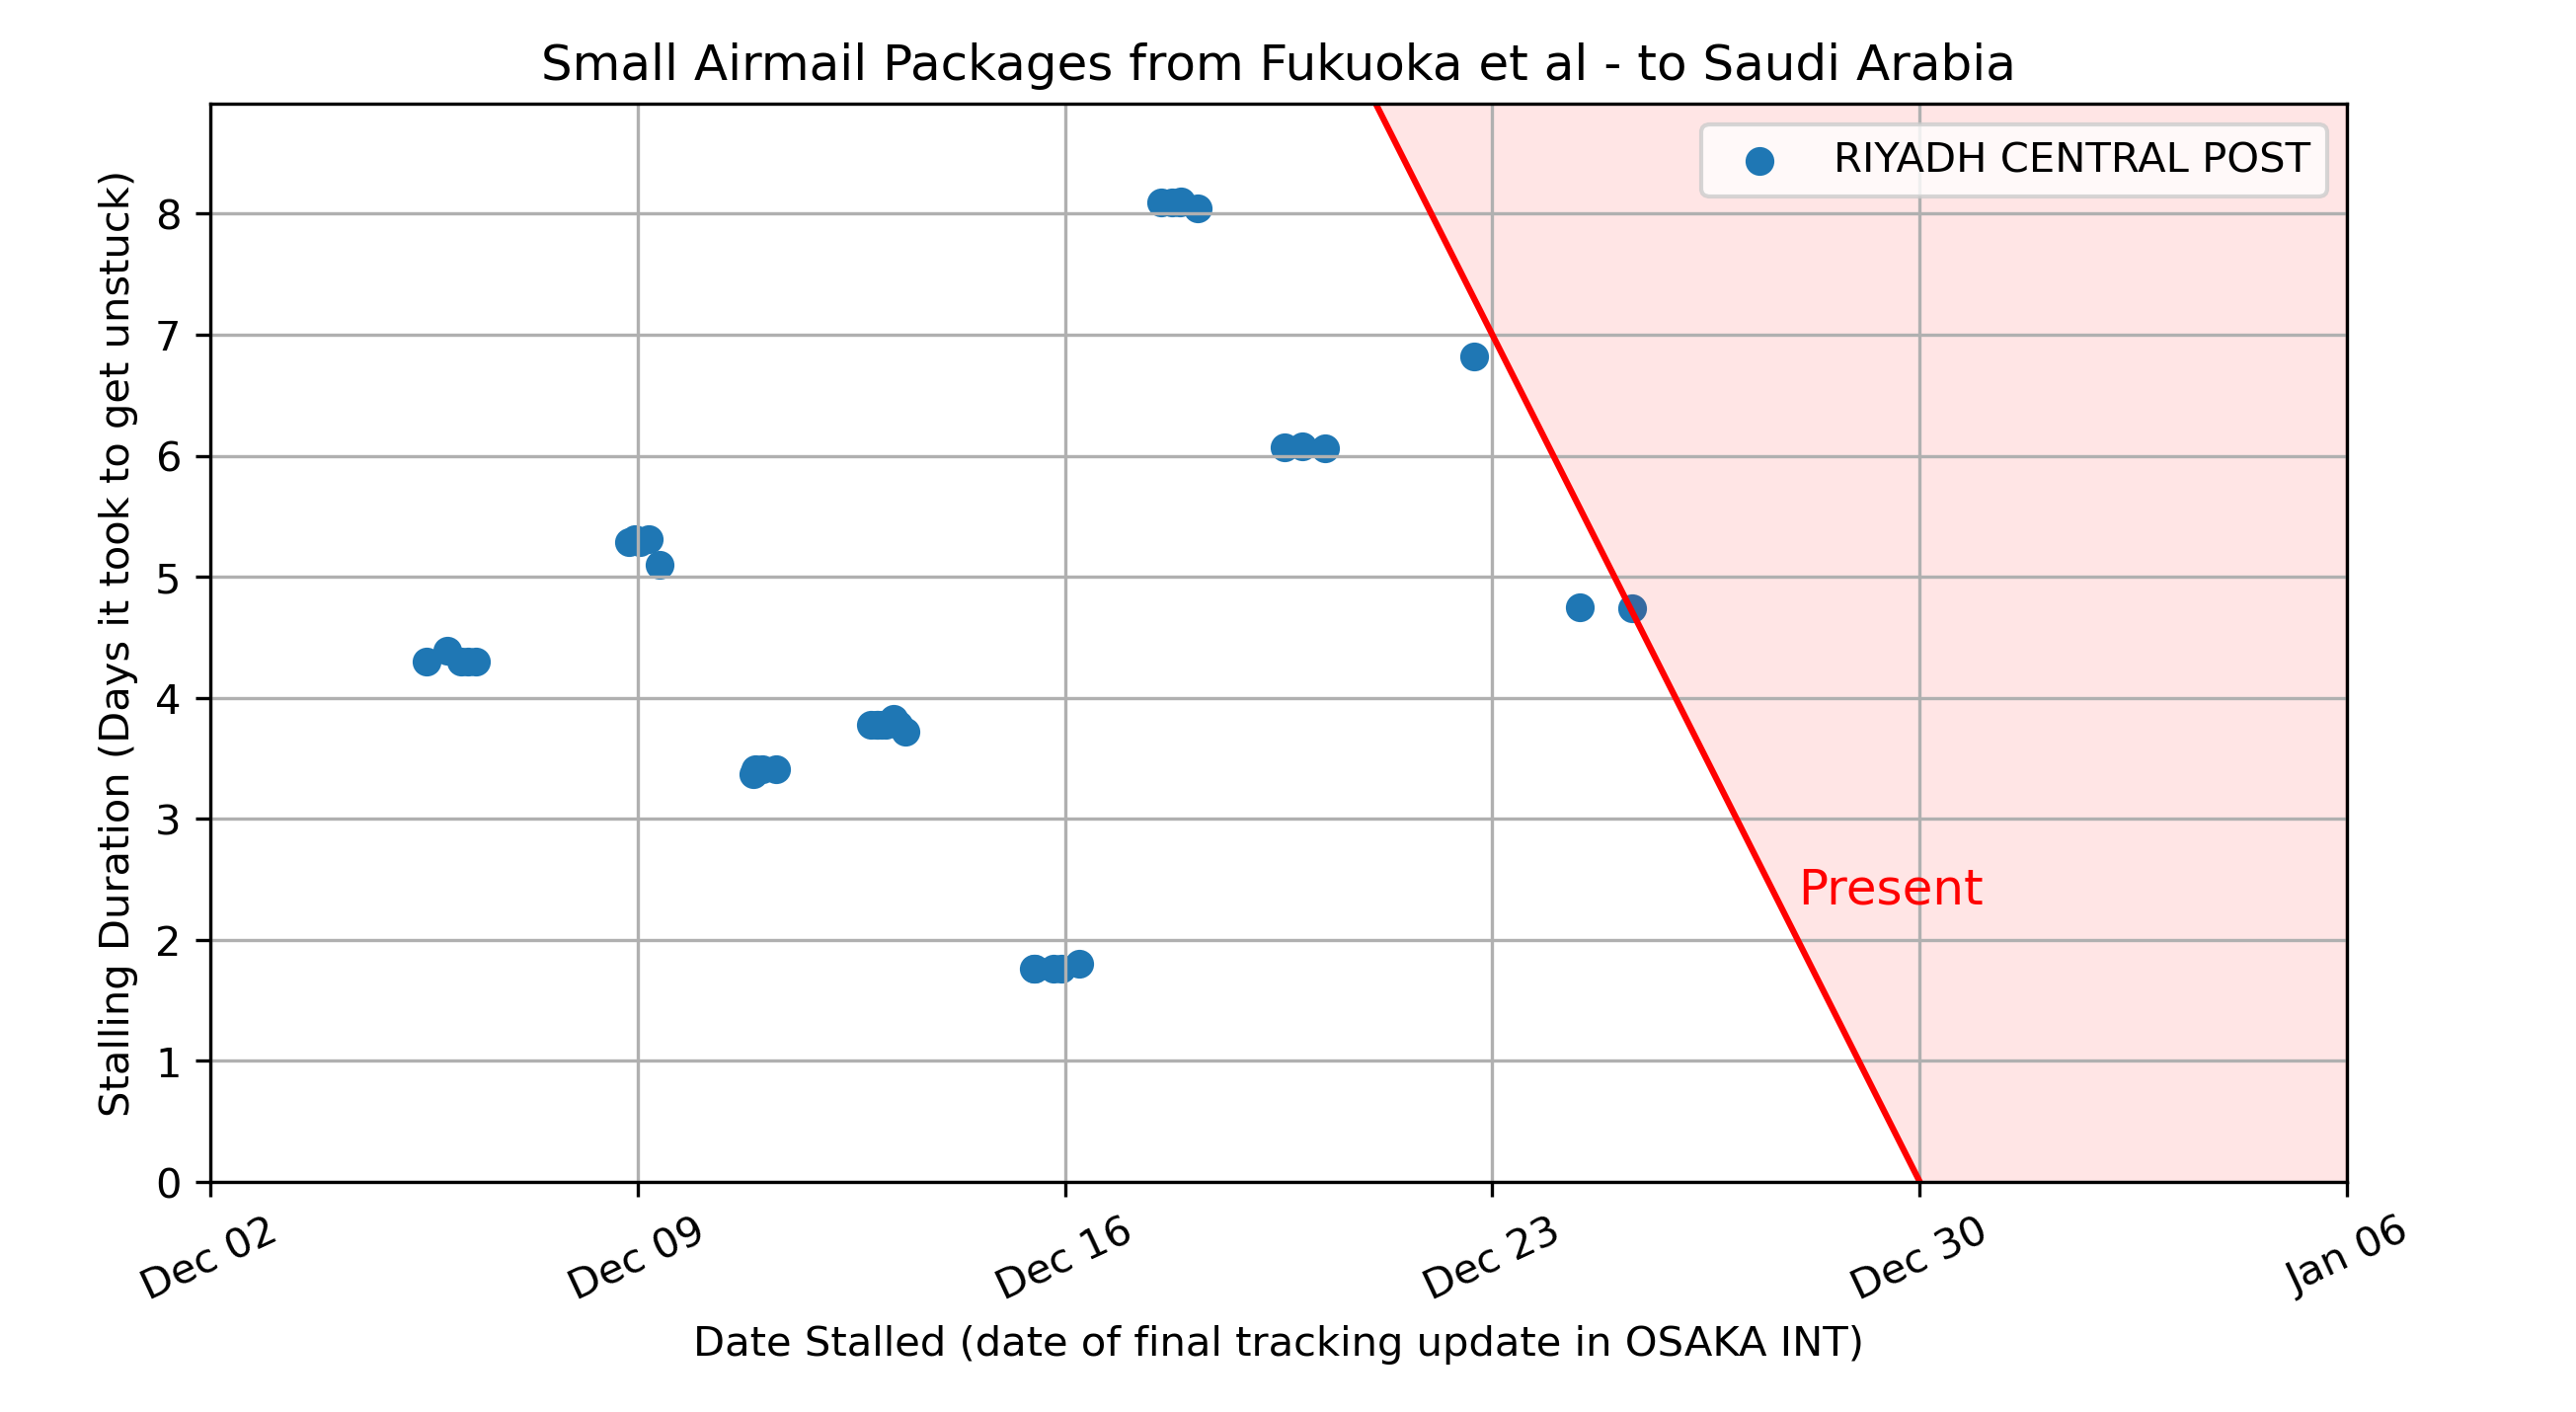 Small Airmail Packages from Fukuoka et al - to Saudi Arabia
RIYADH CENTRAL POST
Stalling Duration (Days it took to get unstuck)
8
7
6
5
4
3
2
1
0
Present
Dec 02
Dec 09
Dec 16
Dec 23
Dec 30
Jan 06
Date Stalled (date of final tracking update in OSAKA INT)